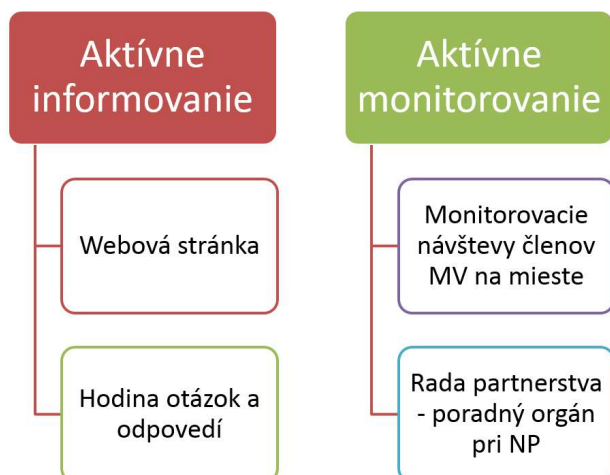 Aktívne
informovanie
Webová stránka
Hodina otázok a
odpovedí
Aktívne
monitorovanie
Monitorovacie
návštevy členov
MV na mieste
Rada partnerstva
- poradný orgán
pri NP